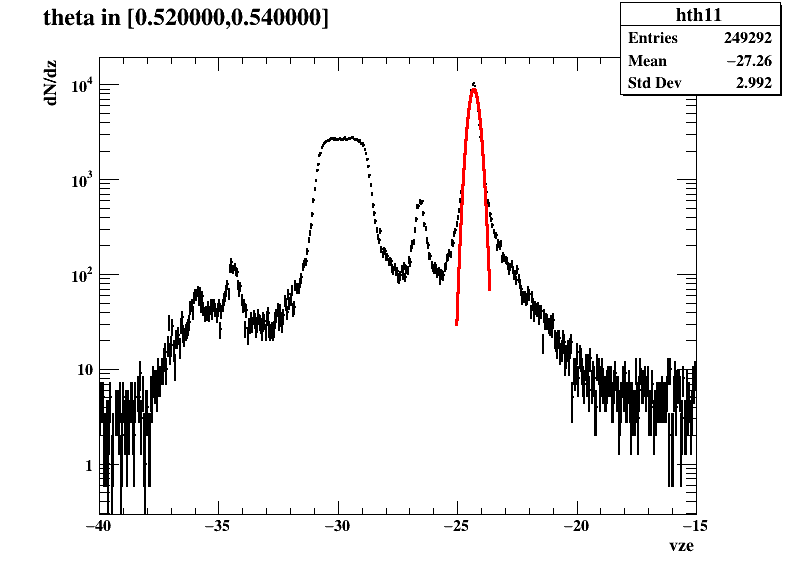 theta in [0.520000,0.540000]
hth11
Entries 249292
Mean −27.26
Std Dev 2.992
dN/dz
10⁴
10³
10²
10
1
−40 −35 −30 −25 −20 −15
vze